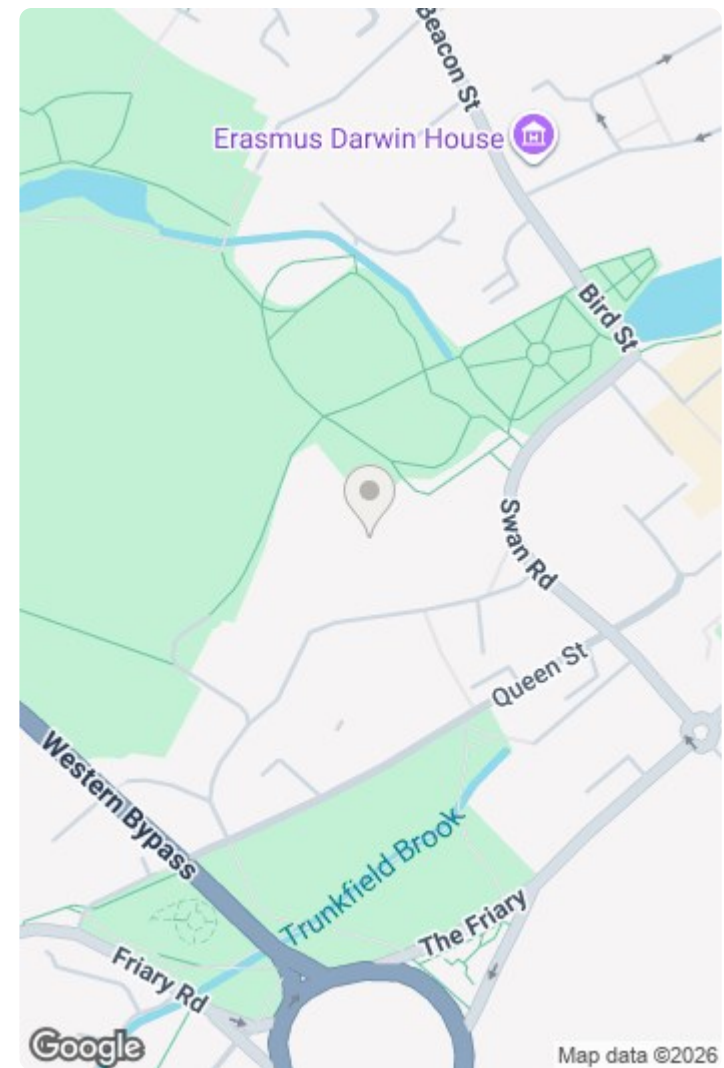 Beacon St
Erasmus Darwin House
Bird St
Swan Rd
Queen St
Western Bypass
Trunkfield Brook
The Friary
Friary Rd
Google
Map data ©2026